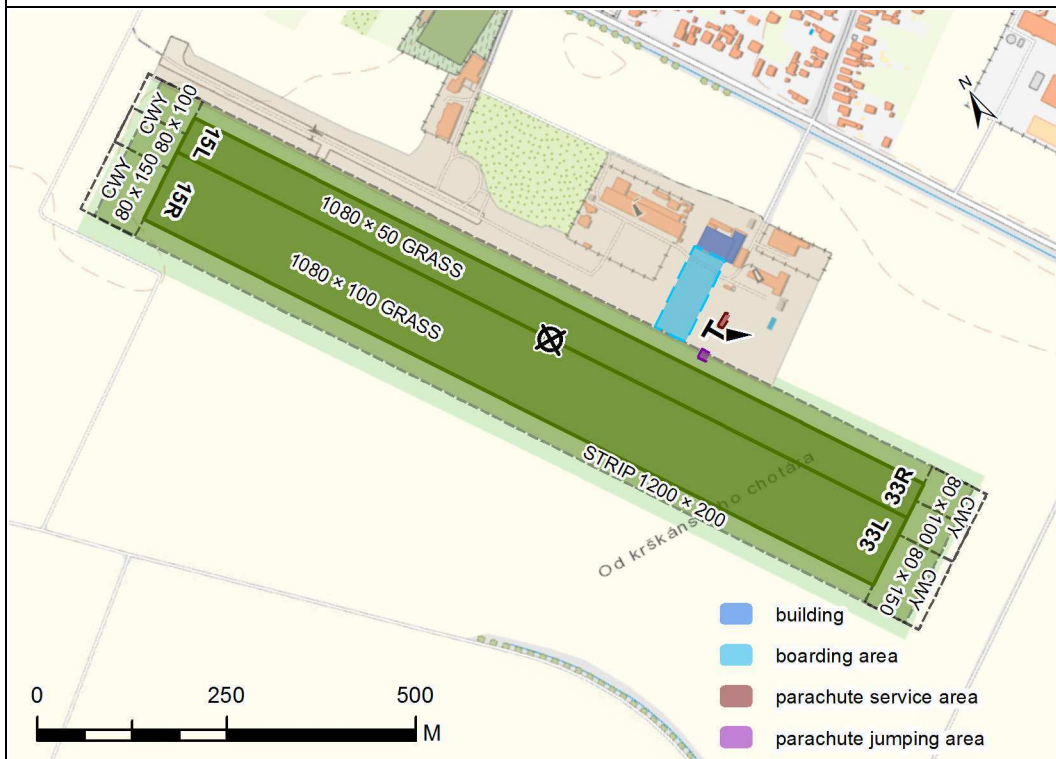 N
CWY
80 × 100
CWY
80 × 150
15L
15R
1080 × 50 GRASS
1080 × 100 GRASS
T
STRIP 1200 × 200
Od krškánskeho chotára
33R
33L
CWY
80 × 100
CWY
80 × 150
building
boarding area
parachute service area
parachute jumping area
0 250 500
M